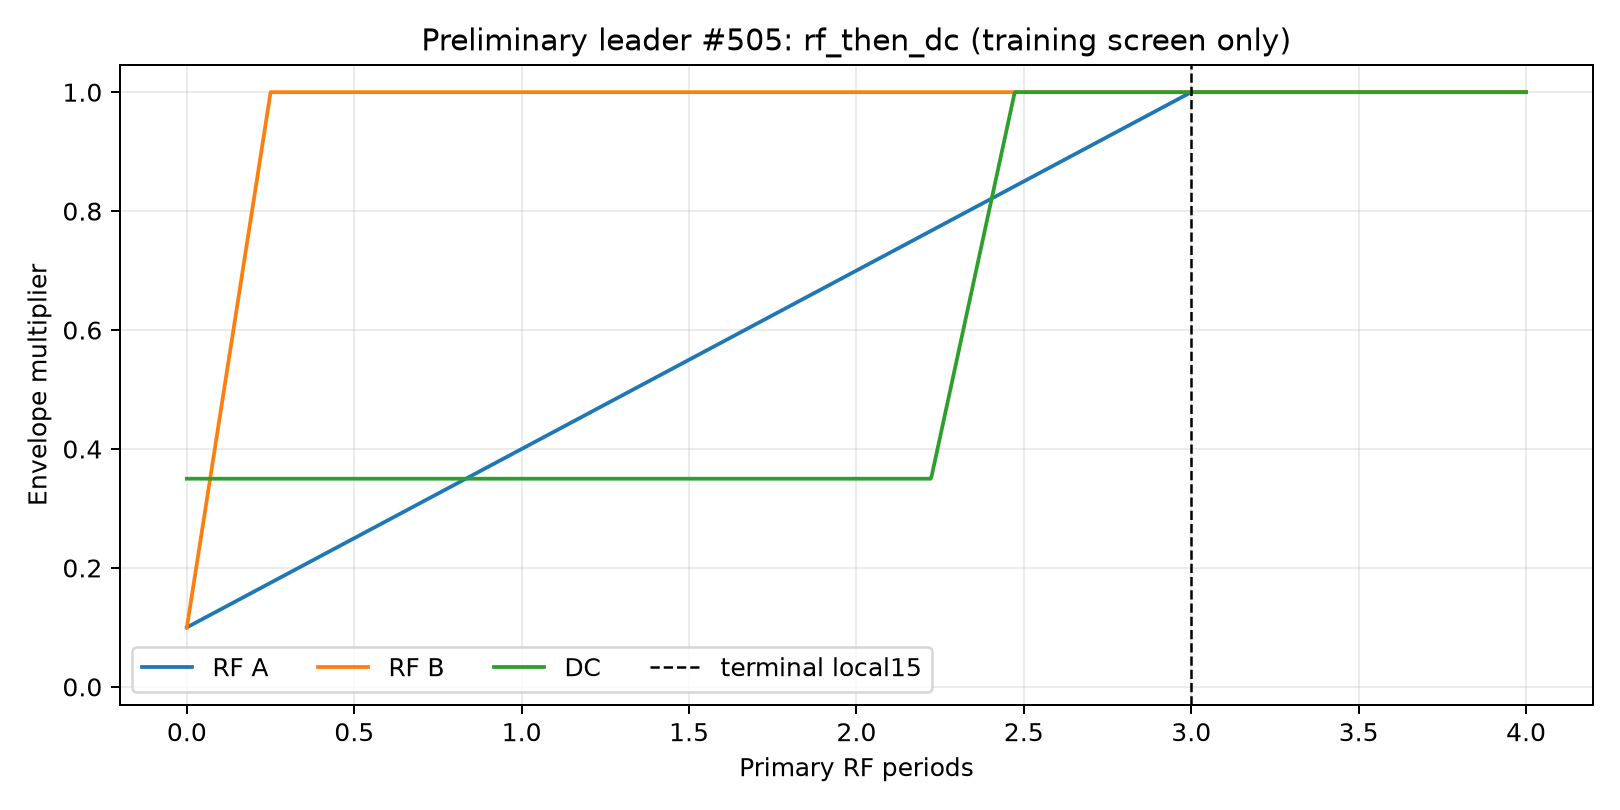 Preliminary leader #505: rf_then_dc (training screen only)
Envelope multiplier
1.0
0.8
0.6
0.4
0.2
0.0
RF A RF B DC terminal local15
0.0 0.5 1.0 1.5 2.0 2.5 3.0 3.5 4.0
Primary RF periods